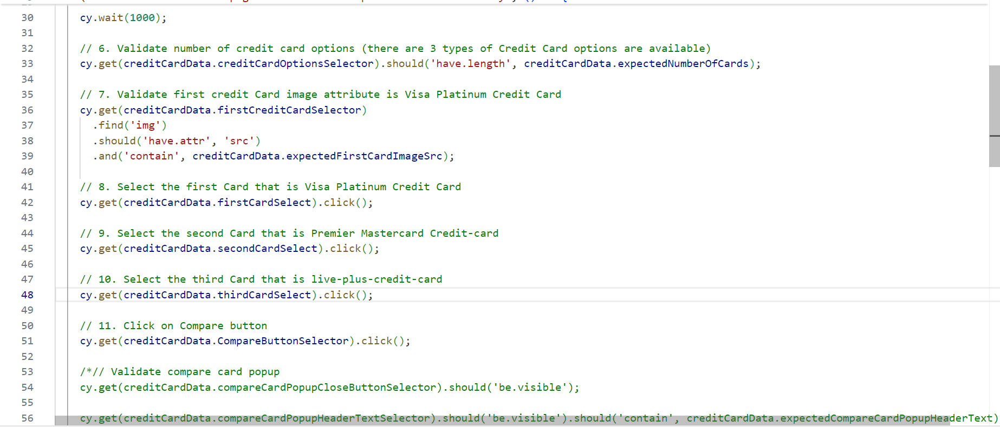 30 cy.wait(1000);
31
32 // 6. Validate number of credit card options (there are 3 types of Credit Card options are available)
33 cy.get(creditCardData.creditCardOptionsSelector).should('have.length', creditCardData.expectedNumberOfCards);
34
35 // 7. Validate first credit Card image attribute is Visa Platinum Credit Card
36 cy.get(creditCardData.firstCreditCardSelector)
37 .find('img')
38 .should('have.attr', 'src')
39 .and('contain', creditCardData.expectedFirstCardImageSrc);
40
41 // 8. Select the first Card that is Visa Platinum Credit Card
42 cy.get(creditCardData.firstCardSelect).click();
43
44 // 9. Select the second Card that is Premier Mastercard Credit-card
45 cy.get(creditCardData.secondCardSelect).click();
46
47 // 10. Select the third Card that is live-plus-credit-card
48 cy.get(creditCardData.thirdCardSelect).click();
49
50 // 11. Click on Compare button
51 cy.get(creditCardData.CompareButtonSelector).click();
52
53 /*// Validate compare card popup
54 cy.get(creditCardData.compareCardPopupCloseButtonSelector).should('be.visible');
55
56 cy.get(creditCardData.compareCardPopupHeaderTextSelector).should('be.visible').should('contain', creditCardData.expectedCompareCardPopupHeaderText)